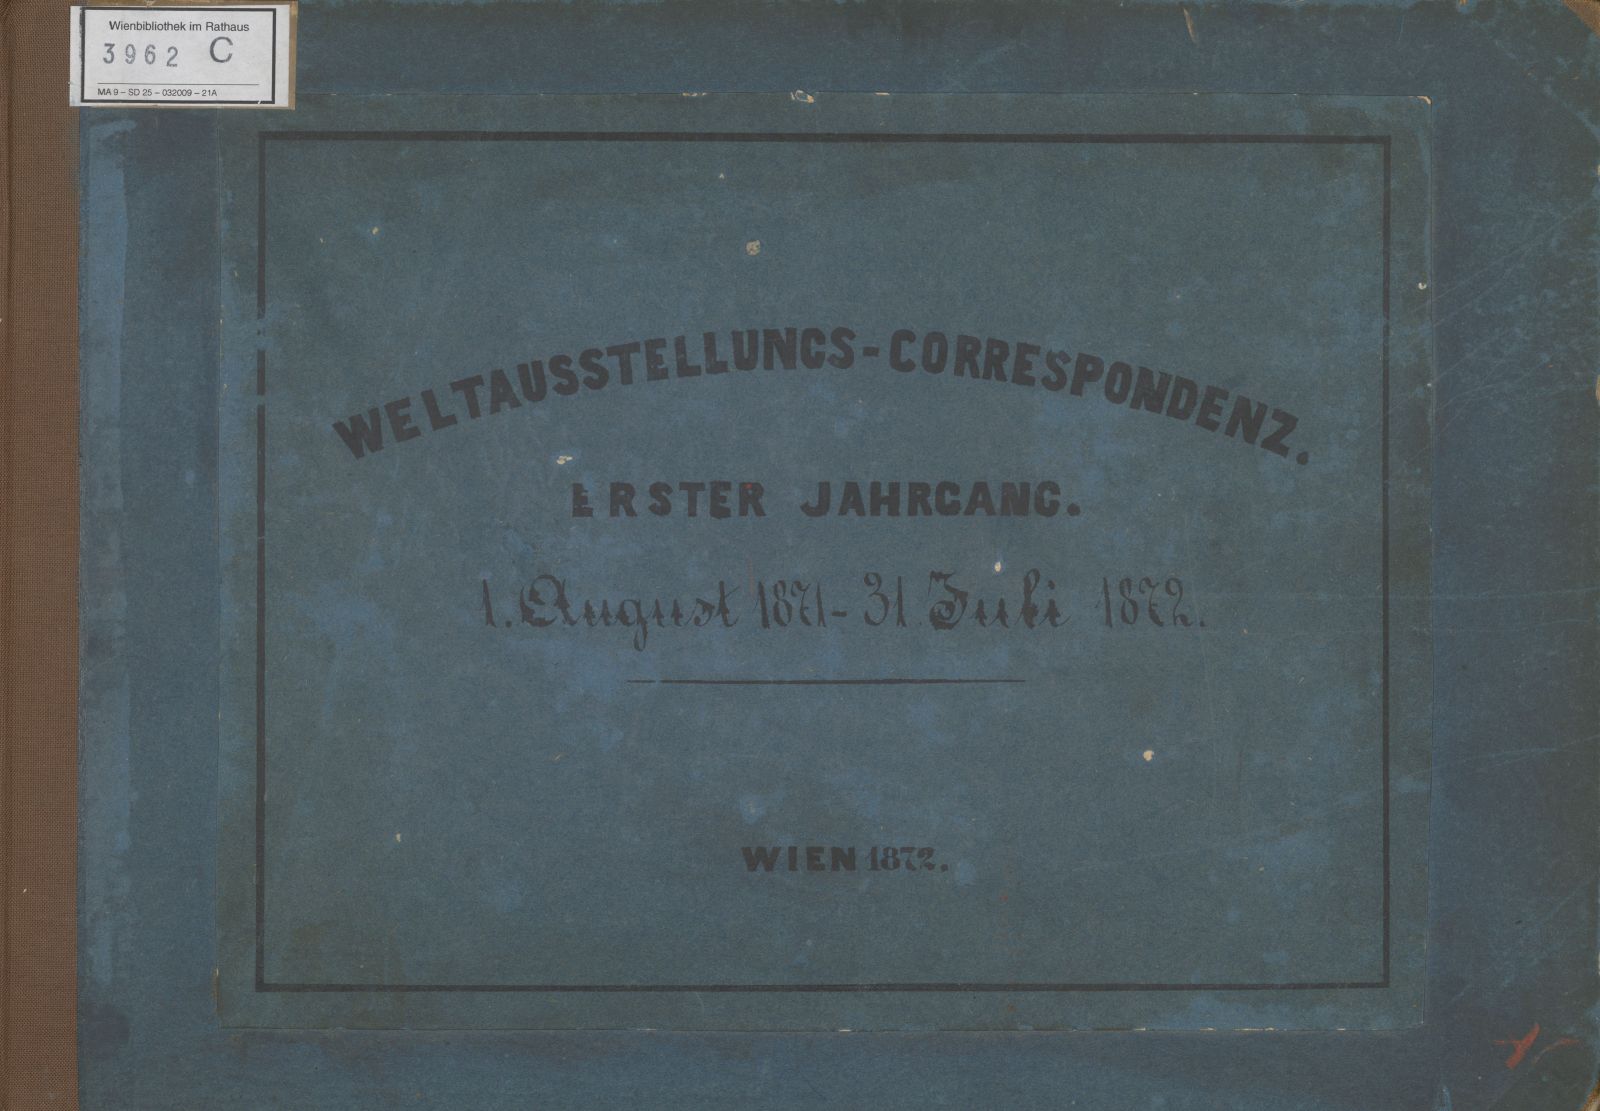 Wienbibliothek im Rathaus
3962 C
MA 9 – SD 25 – 032009 – 21A
WELTAUSSTELLUNGS-CORRESPONDENZ.
ERSTER JAHRGANG.
1. August 1871 – 31 Juli 1872.
WIEN 1872.